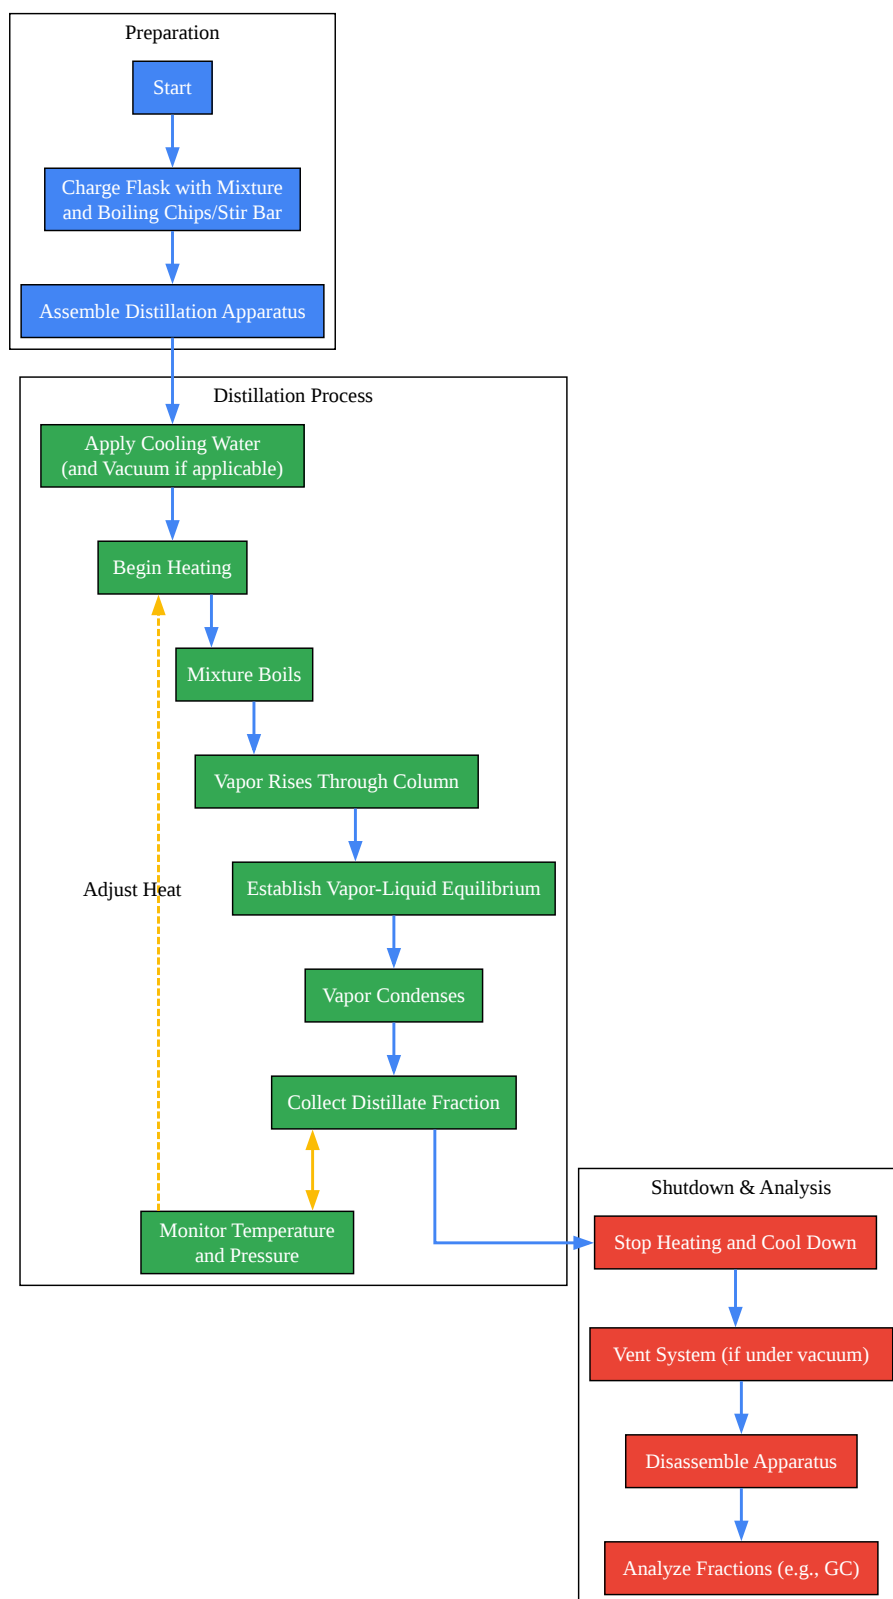 Preparation
Start
Charge Flask with Mixture
and Boiling Chips/Stir Bar
Assemble Distillation Apparatus
Distillation Process
Apply Cooling Water
(and Vacuum if applicable)
Begin Heating
Mixture Boils
Vapor Rises Through Column
Adjust Heat
Establish Vapor-Liquid Equilibrium
Vapor Condenses
Collect Distillate Fraction
Monitor Temperature
and Pressure
Shutdown & Analysis
Stop Heating and Cool Down
Vent System (if under vacuum)
Disassemble Apparatus
Analyze Fractions (e.g., GC)